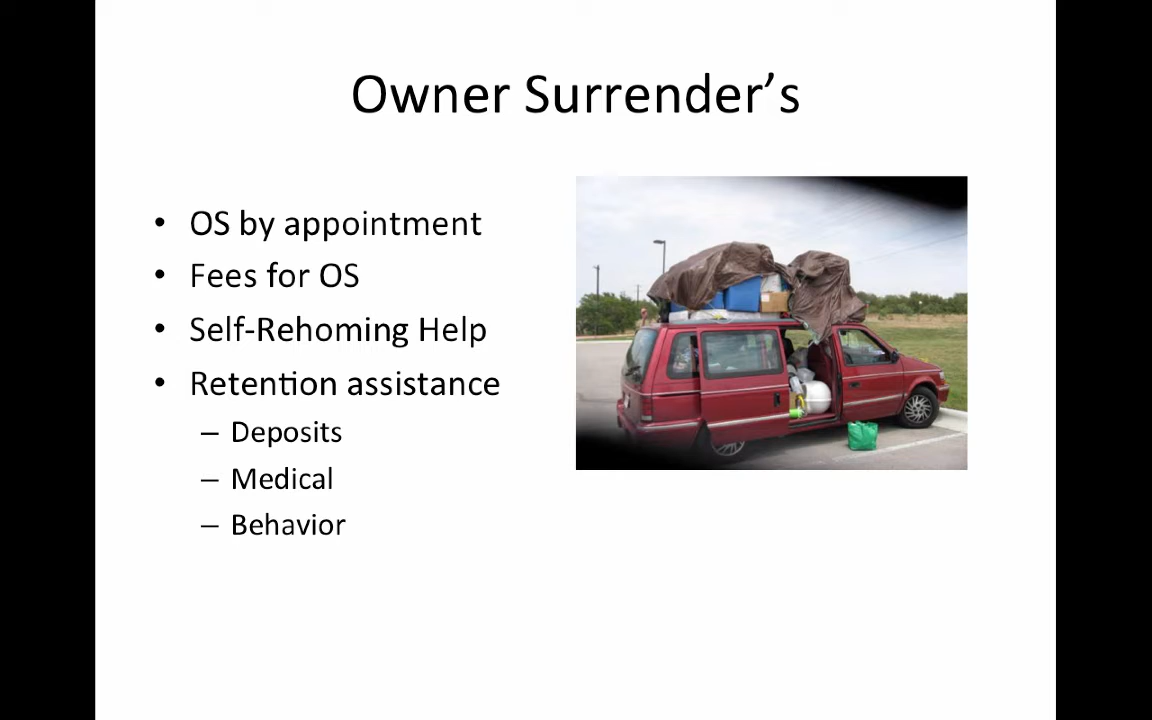 Owner Surrender’s
• OS by appointment
• Fees for OS
• Self-Rehoming Help
• Retention assistance
– Deposits
– Medical
– Behavior